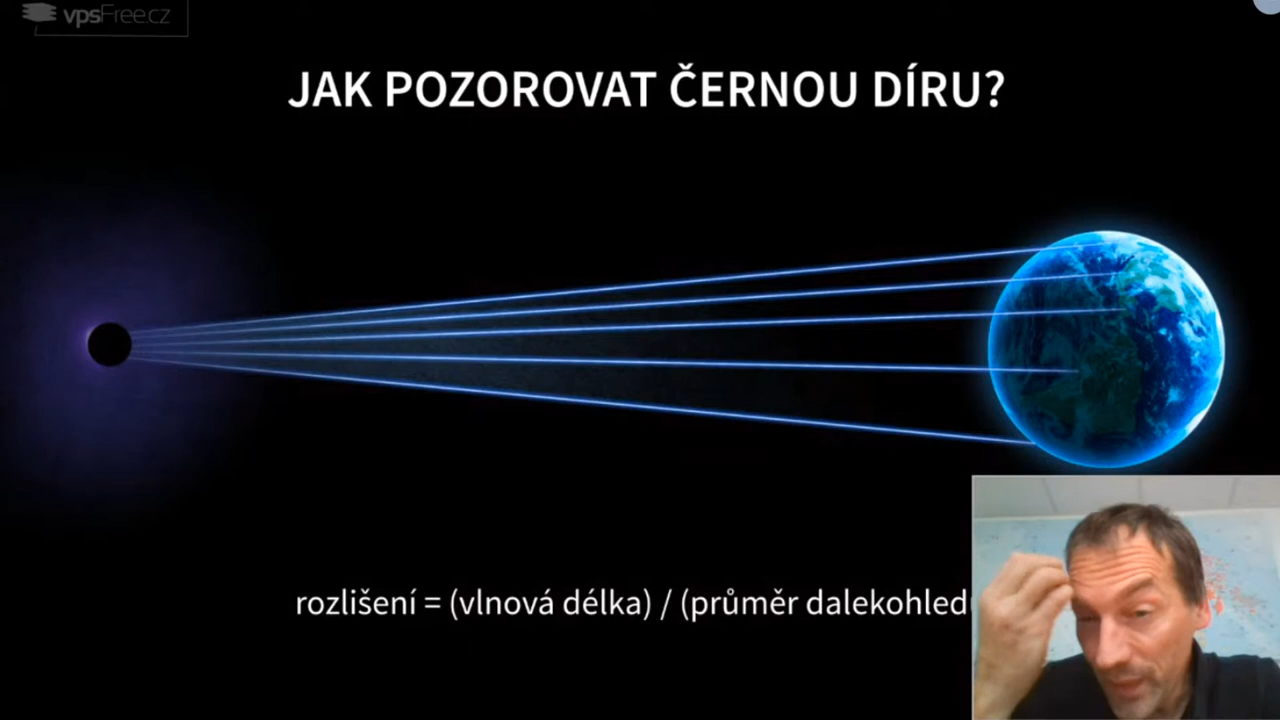 vpsFree.cz
JAK POZOROVAT ČERNOU DÍRU?
rozlišení = (vlnová délka) / (průměr dalekohled